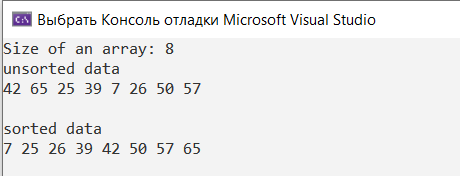 Выбрать Консоль отладки Microsoft Visual Studio
Size of an array: 8
unsorted data
42 65 25 39 7 26 50 57
sorted data
7 25 26 39 42 50 57 65